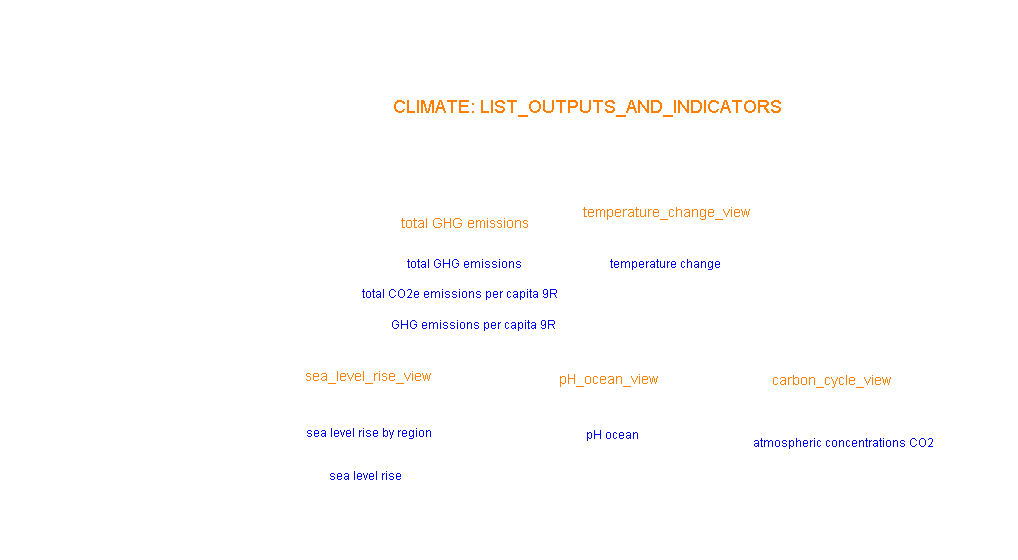 CLIMATE: LIST_OUTPUTS_AND_INDICATORS
total GHG emissions
temperature_change_view
total GHG emissions
temperature change
total CO2e emissions per capita 9R
GHG emissions per capita 9R
sea_level_rise_view
pH_ocean_view
carbon_cycle_view
sea level rise by region
pH ocean
atmospheric concentrations CO2
sea level rise